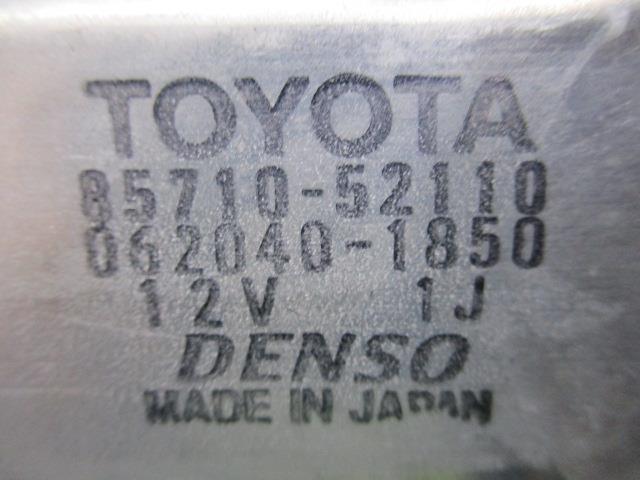 TOYOTA
85710-52110
062040-1850
12V 1J
DENSO
MADE IN JAPAN